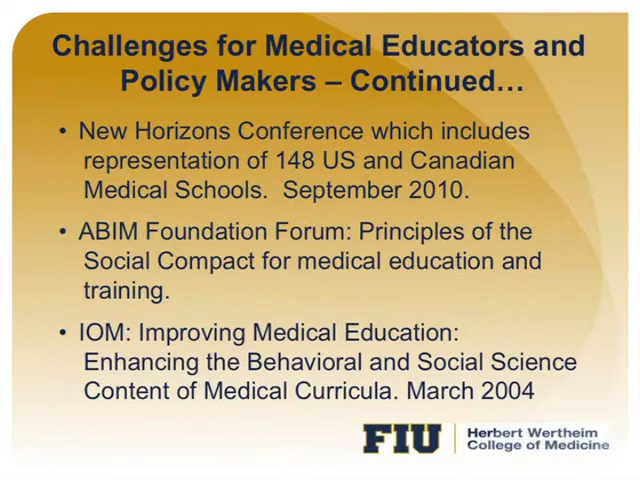 Challenges for Medical Educators and
Policy Makers – Continued…
• New Horizons Conference which includes
representation of 148 US and Canadian
Medical Schools.  September 2010.
• ABIM Foundation Forum: Principles of the
Social Compact for medical education and
training.
• IOM: Improving Medical Education:
Enhancing the Behavioral and Social Science
Content of Medical Curricula. March 2004
FIU
Herbert Wertheim
College of Medicine